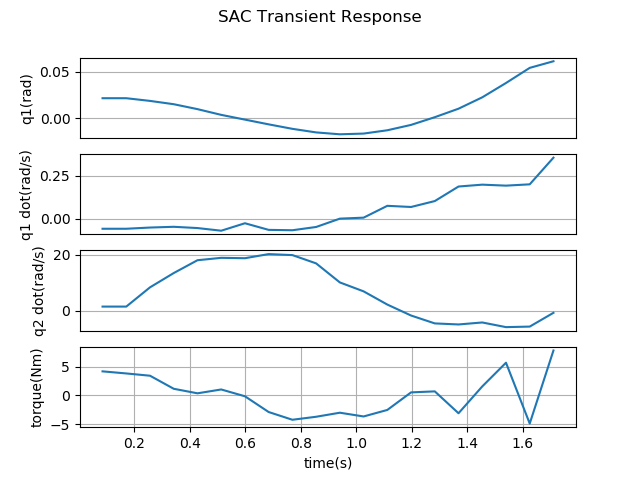 SAC Transient Response
q1(rad)
0.05
0.00
q1 dot(rad/s)
0.25
0.00
q2 dot(rad/s)
20
0
torque(Nm)
5
0
−5
0.2 0.4 0.6 0.8 1.0 1.2 1.4 1.6
time(s)